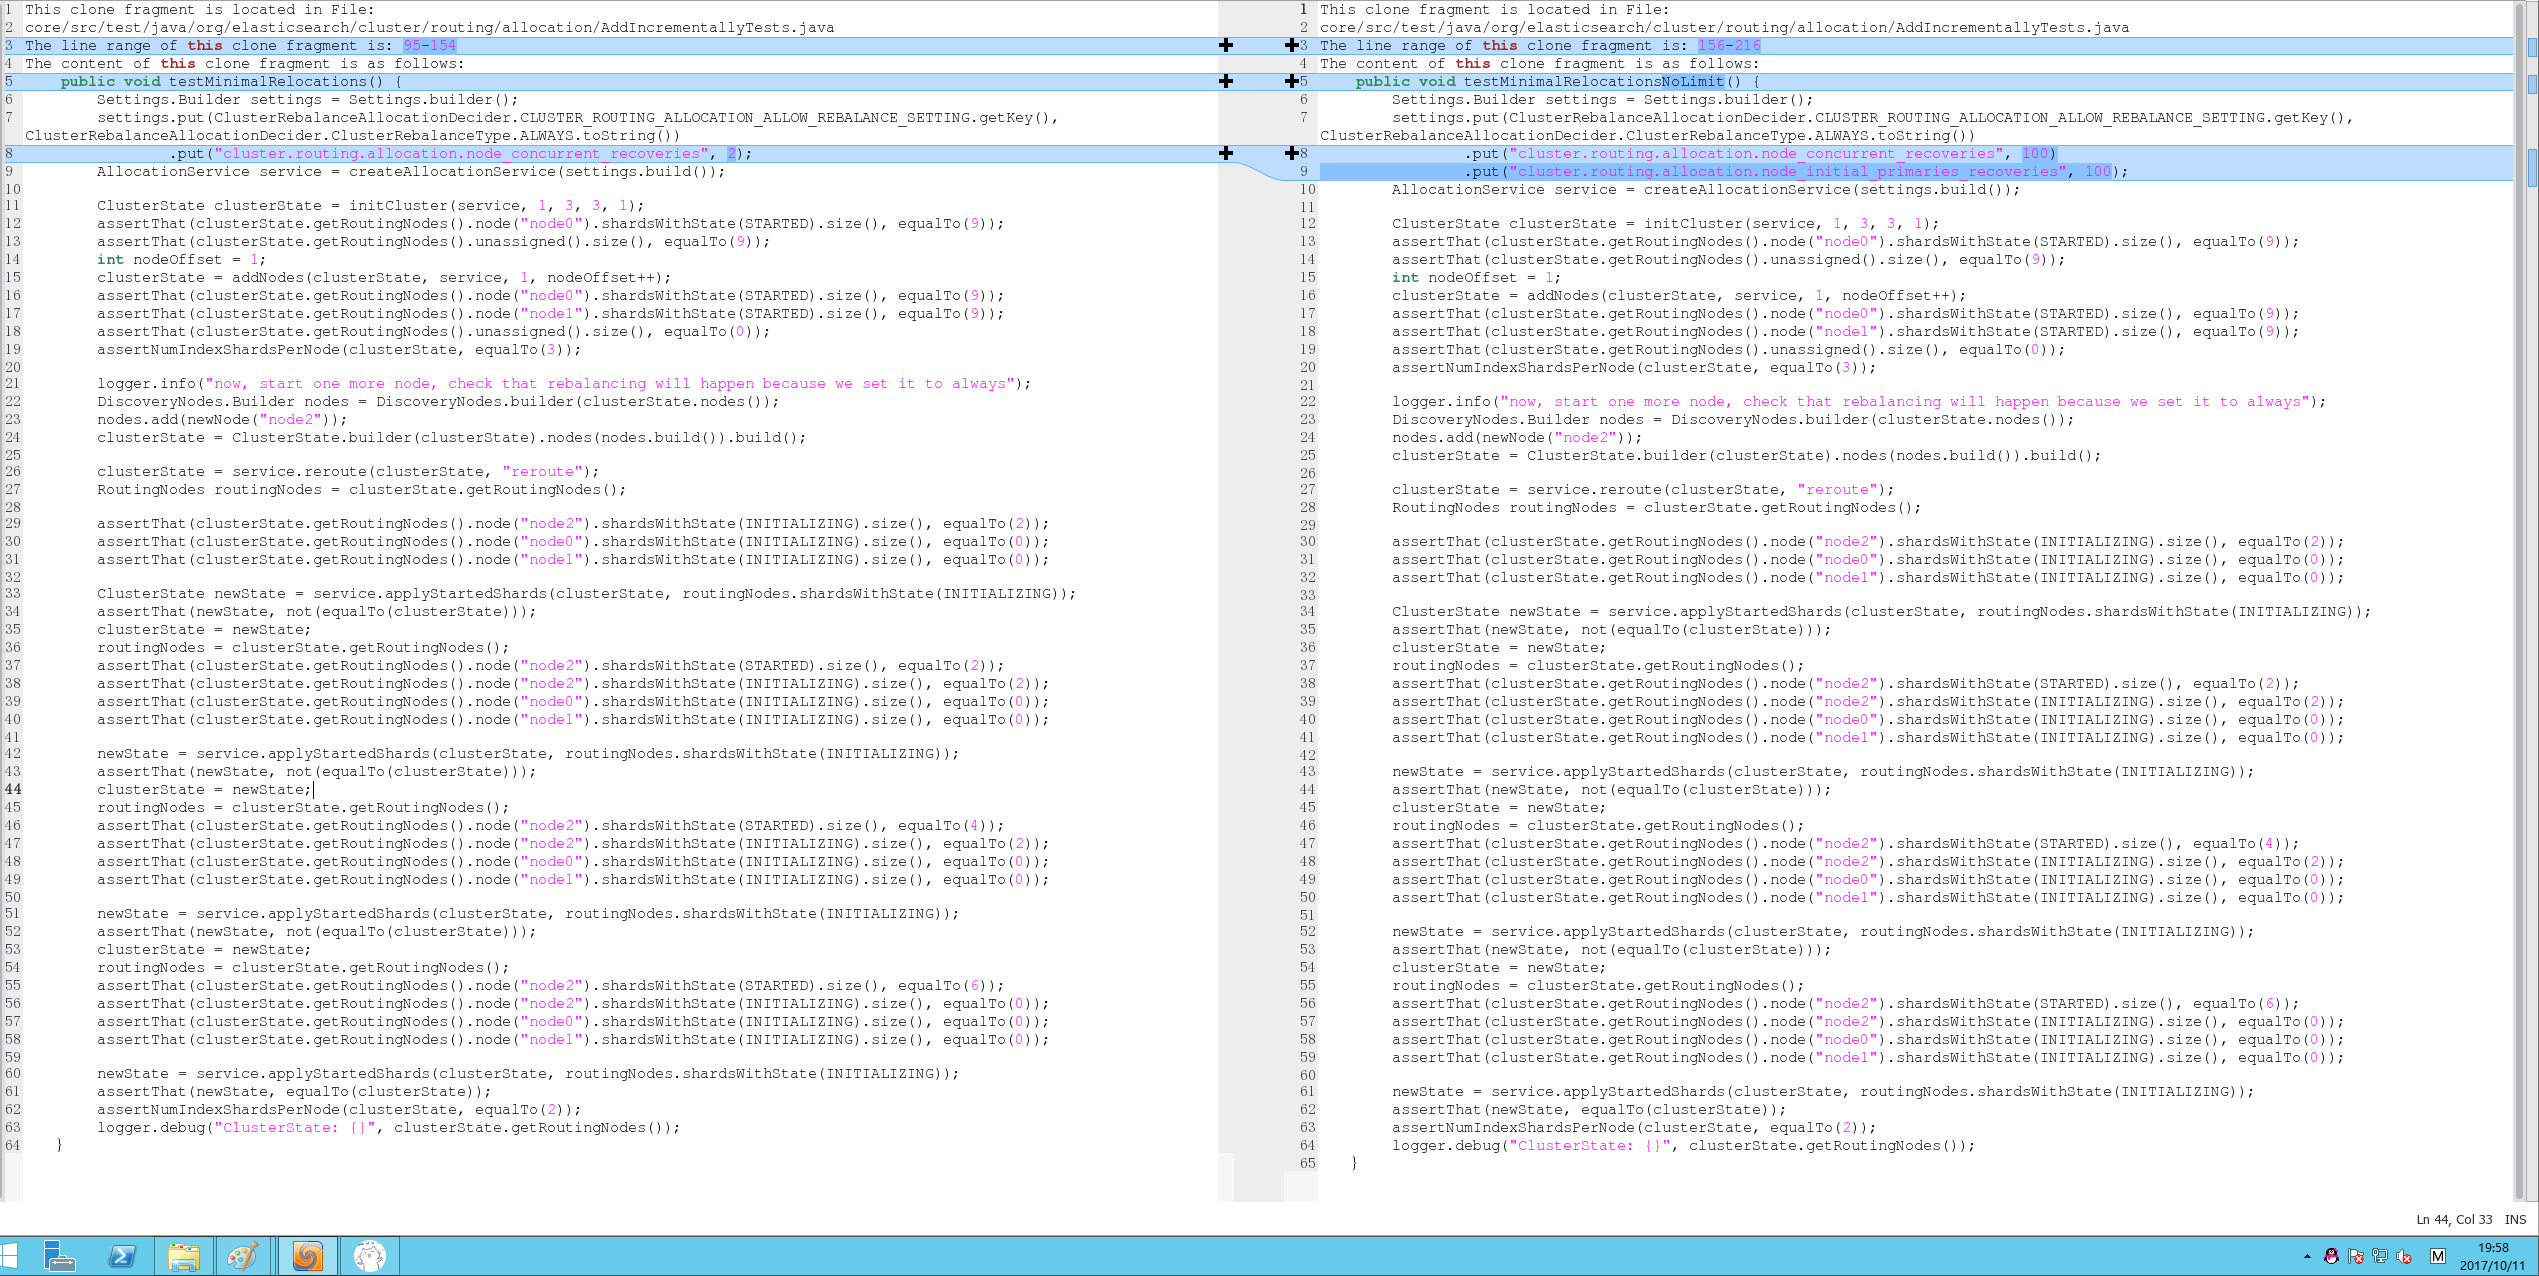 1 This clone fragment is located in File:
2 core/src/test/java/org/elasticsearch/cluster/routing/allocation/AddIncrementallyTests.java
3 The line range of this clone fragment is: 95-154
4 The content of this clone fragment is as follows:
5 public void testMinimalRelocations() {
6 Settings.Builder settings = Settings.builder();
7 settings.put(ClusterRebalanceAllocationDecider.CLUSTER_ROUTING_ALLOCATION_ALLOW_REBALANCE_SETTING.getKey(),
ClusterRebalanceAllocationDecider.ClusterRebalanceType.ALWAYS.toString())
8 .put("cluster.routing.allocation.node_concurrent_recoveries", 2);
9 AllocationService service = createAllocationService(settings.build());
10
11 ClusterState clusterState = initCluster(service, 1, 3, 3, 1);
12 assertThat(clusterState.getRoutingNodes().node("node0").shardsWithState(STARTED).size(), equalTo(9));
13 assertThat(clusterState.getRoutingNodes().unassigned().size(), equalTo(9));
14 int nodeOffset = 1;
15 clusterState = addNodes(clusterState, service, 1, nodeOffset++);
16 assertThat(clusterState.getRoutingNodes().node("node0").shardsWithState(STARTED).size(), equalTo(9));
17 assertThat(clusterState.getRoutingNodes().node("node1").shardsWithState(STARTED).size(), equalTo(9));
18 assertThat(clusterState.getRoutingNodes().unassigned().size(), equalTo(0));
19 assertNumIndexShardsPerNode(clusterState, equalTo(3));
20
21 logger.info("now, start one more node, check that rebalancing will happen because we set it to always");
22 DiscoveryNodes.Builder nodes = DiscoveryNodes.builder(clusterState.nodes());
23 nodes.add(newNode("node2"));
24 clusterState = ClusterState.builder(clusterState).nodes(nodes.build()).build();
25
26 clusterState = service.reroute(clusterState, "reroute");
27 RoutingNodes routingNodes = clusterState.getRoutingNodes();
28
29 assertThat(clusterState.getRoutingNodes().node("node2").shardsWithState(INITIALIZING).size(), equalTo(2));
30 assertThat(clusterState.getRoutingNodes().node("node0").shardsWithState(INITIALIZING).size(), equalTo(0));
31 assertThat(clusterState.getRoutingNodes().node("node1").shardsWithState(INITIALIZING).size(), equalTo(0));
32
33 ClusterState newState = service.applyStartedShards(clusterState, routingNodes.shardsWithState(INITIALIZING));
34 assertThat(newState, not(equalTo(clusterState)));
35 clusterState = newState;
36 routingNodes = clusterState.getRoutingNodes();
37 assertThat(clusterState.getRoutingNodes().node("node2").shardsWithState(STARTED).size(), equalTo(2));
38 assertThat(clusterState.getRoutingNodes().node("node2").shardsWithState(INITIALIZING).size(), equalTo(2));
39 assertThat(clusterState.getRoutingNodes().node("node0").shardsWithState(INITIALIZING).size(), equalTo(0));
40 assertThat(clusterState.getRoutingNodes().node("node1").shardsWithState(INITIALIZING).size(), equalTo(0));
41
42 newState = service.applyStartedShards(clusterState, routingNodes.shardsWithState(INITIALIZING));
43 assertThat(newState, not(equalTo(clusterState)));
44 clusterState = newState;
45 routingNodes = clusterState.getRoutingNodes();
46 assertThat(clusterState.getRoutingNodes().node("node2").shardsWithState(STARTED).size(), equalTo(4));
47 assertThat(clusterState.getRoutingNodes().node("node2").shardsWithState(INITIALIZING).size(), equalTo(2));
48 assertThat(clusterState.getRoutingNodes().node("node0").shardsWithState(INITIALIZING).size(), equalTo(0));
49 assertThat(clusterState.getRoutingNodes().node("node1").shardsWithState(INITIALIZING).size(), equalTo(0));
50
51 newState = service.applyStartedShards(clusterState, routingNodes.shardsWithState(INITIALIZING));
52 assertThat(newState, not(equalTo(clusterState)));
53 clusterState = newState;
54 routingNodes = clusterState.getRoutingNodes();
55 assertThat(clusterState.getRoutingNodes().node("node2").shardsWithState(STARTED).size(), equalTo(6));
56 assertThat(clusterState.getRoutingNodes().node("node2").shardsWithState(INITIALIZING).size(), equalTo(0));
57 assertThat(clusterState.getRoutingNodes().node("node0").shardsWithState(INITIALIZING).size(), equalTo(0));
58 assertThat(clusterState.getRoutingNodes().node("node1").shardsWithState(INITIALIZING).size(), equalTo(0));
59
60 newState = service.applyStartedShards(clusterState, routingNodes.shardsWithState(INITIALIZING));
61 assertThat(newState, equalTo(clusterState));
62 assertNumIndexShardsPerNode(clusterState, equalTo(2));
63 logger.debug("ClusterState: {}", clusterState.getRoutingNodes());
64 }
1 This clone fragment is located in File:
2 core/src/test/java/org/elasticsearch/cluster/routing/allocation/AddIncrementallyTests.java
3 The line range of this clone fragment is: 156-216
4 The content of this clone fragment is as follows:
5 public void testMinimalRelocationsNoLimit() {
6 Settings.Builder settings = Settings.builder();
7 settings.put(ClusterRebalanceAllocationDecider.CLUSTER_ROUTING_ALLOCATION_ALLOW_REBALANCE_SETTING.getKey(),
ClusterRebalanceAllocationDecider.ClusterRebalanceType.ALWAYS.toString())
8 .put("cluster.routing.allocation.node_concurrent_recoveries", 100)
9 .put("cluster.routing.allocation.node_initial_primaries_recoveries", 100);
10 AllocationService service = createAllocationService(settings.build());
11
12 ClusterState clusterState = initCluster(service, 1, 3, 3, 1);
13 assertThat(clusterState.getRoutingNodes().node("node0").shardsWithState(STARTED).size(), equalTo(9));
14 assertThat(clusterState.getRoutingNodes().unassigned().size(), equalTo(9));
15 int nodeOffset = 1;
16 clusterState = addNodes(clusterState, service, 1, nodeOffset++);
17 assertThat(clusterState.getRoutingNodes().node("node0").shardsWithState(STARTED).size(), equalTo(9));
18 assertThat(clusterState.getRoutingNodes().node("node1").shardsWithState(STARTED).size(), equalTo(9));
19 assertThat(clusterState.getRoutingNodes().unassigned().size(), equalTo(0));
20 assertNumIndexShardsPerNode(clusterState, equalTo(3));
21
22 logger.info("now, start one more node, check that rebalancing will happen because we set it to always");
23 DiscoveryNodes.Builder nodes = DiscoveryNodes.builder(clusterState.nodes());
24 nodes.add(newNode("node2"));
25 clusterState = ClusterState.builder(clusterState).nodes(nodes.build()).build();
26
27 clusterState = service.reroute(clusterState, "reroute");
28 RoutingNodes routingNodes = clusterState.getRoutingNodes();
29
30 assertThat(clusterState.getRoutingNodes().node("node2").shardsWithState(INITIALIZING).size(), equalTo(2));
31 assertThat(clusterState.getRoutingNodes().node("node0").shardsWithState(INITIALIZING).size(), equalTo(0));
32 assertThat(clusterState.getRoutingNodes().node("node1").shardsWithState(INITIALIZING).size(), equalTo(0));
33
34 ClusterState newState = service.applyStartedShards(clusterState, routingNodes.shardsWithState(INITIALIZING));
35 assertThat(newState, not(equalTo(clusterState)));
36 clusterState = newState;
37 routingNodes = clusterState.getRoutingNodes();
38 assertThat(clusterState.getRoutingNodes().node("node2").shardsWithState(STARTED).size(), equalTo(2));
39 assertThat(clusterState.getRoutingNodes().node("node2").shardsWithState(INITIALIZING).size(), equalTo(2));
40 assertThat(clusterState.getRoutingNodes().node("node0").shardsWithState(INITIALIZING).size(), equalTo(0));
41 assertThat(clusterState.getRoutingNodes().node("node1").shardsWithState(INITIALIZING).size(), equalTo(0));
42
43 newState = service.applyStartedShards(clusterState, routingNodes.shardsWithState(INITIALIZING));
44 assertThat(newState, not(equalTo(clusterState)));
45 clusterState = newState;
46 routingNodes = clusterState.getRoutingNodes();
47 assertThat(clusterState.getRoutingNodes().node("node2").shardsWithState(STARTED).size(), equalTo(4));
48 assertThat(clusterState.getRoutingNodes().node("node2").shardsWithState(INITIALIZING).size(), equalTo(2));
49 assertThat(clusterState.getRoutingNodes().node("node0").shardsWithState(INITIALIZING).size(), equalTo(0));
50 assertThat(clusterState.getRoutingNodes().node("node1").shardsWithState(INITIALIZING).size(), equalTo(0));
51
52 newState = service.applyStartedShards(clusterState, routingNodes.shardsWithState(INITIALIZING));
53 assertThat(newState, not(equalTo(clusterState)));
54 clusterState = newState;
55 routingNodes = clusterState.getRoutingNodes();
56 assertThat(clusterState.getRoutingNodes().node("node2").shardsWithState(STARTED).size(), equalTo(6));
57 assertThat(clusterState.getRoutingNodes().node("node2").shardsWithState(INITIALIZING).size(), equalTo(0));
58 assertThat(clusterState.getRoutingNodes().node("node0").shardsWithState(INITIALIZING).size(), equalTo(0));
59 assertThat(clusterState.getRoutingNodes().node("node1").shardsWithState(INITIALIZING).size(), equalTo(0));
60
61 newState = service.applyStartedShards(clusterState, routingNodes.shardsWithState(INITIALIZING));
62 assertThat(newState, equalTo(clusterState));
63 assertNumIndexShardsPerNode(clusterState, equalTo(2));
64 logger.debug("ClusterState: {}", clusterState.getRoutingNodes());
65 }
Ln 44, Col 33 INS
M
19:58
2017/10/11